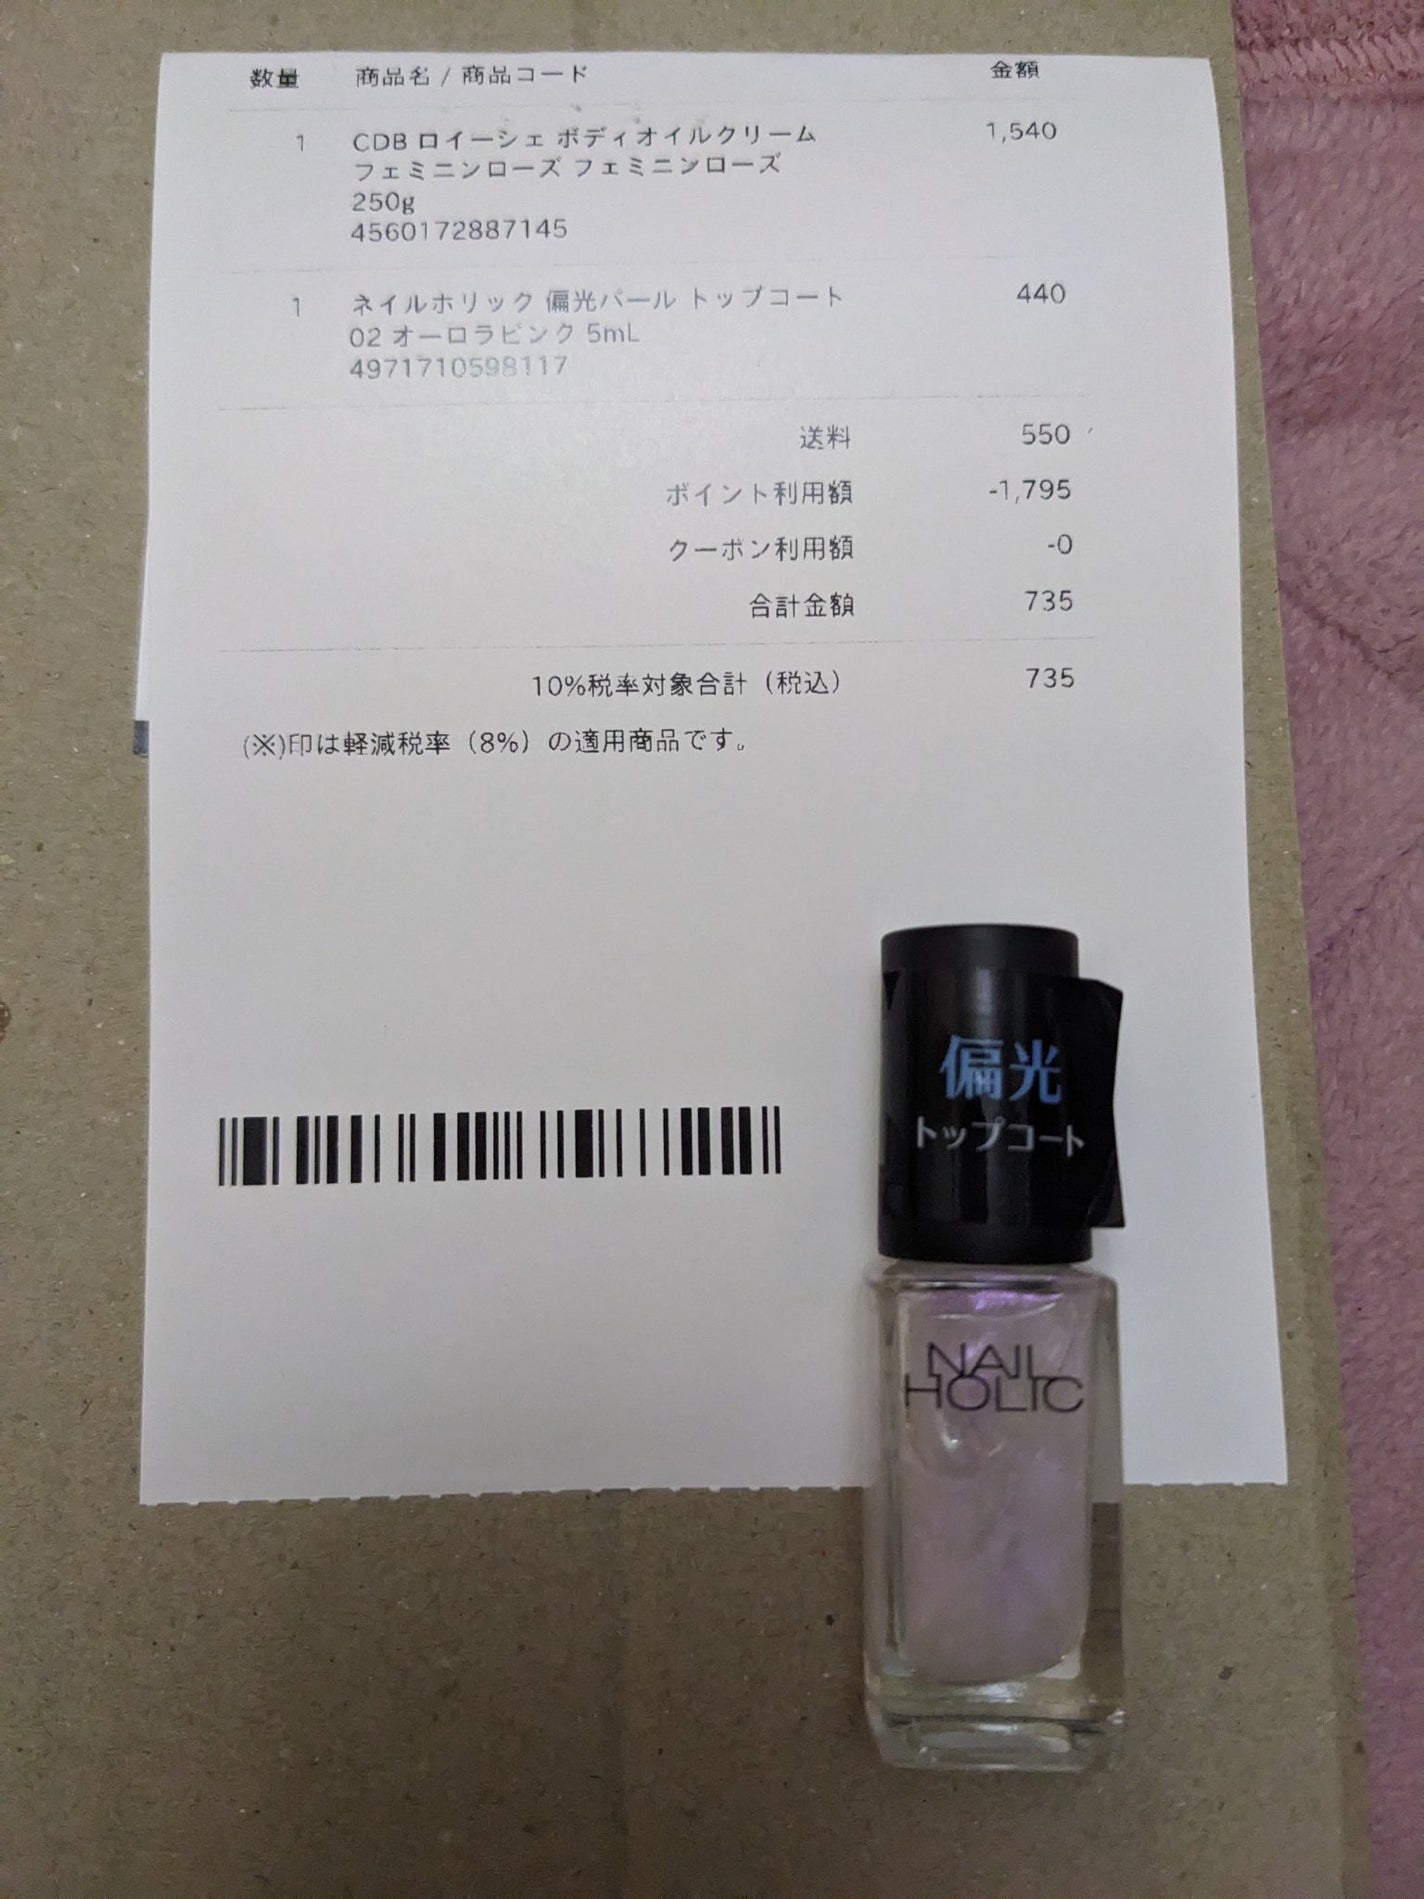 数量 商品名 / 商品コード 金額
1 CDB ロイーシェ ボディオイルクリーム 1,540
フェミニンローズ フェミニンローズ
250g
4560172887145
1 ネイルホリック 偏光パール トップコート 440
02 オーロラピンク 5mL
4971710598117
送料 550
ポイント利用額 -1,795
クーポン利用額 -0
合計金額 735
10%税率対象合計（税込） 735
(※)印は軽減税率（8%）の適用商品です。
偏光
トップコート
NAIL
HOLIC